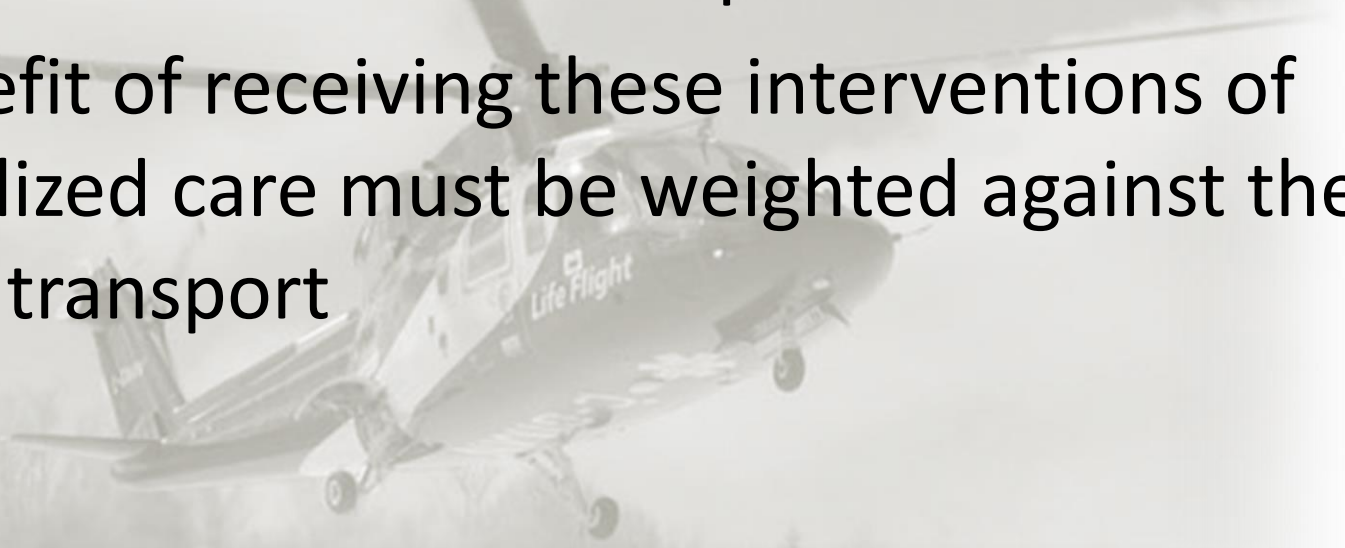 efit of receiving these interventions of
lized care must be weighted against the
transport
Life Flight